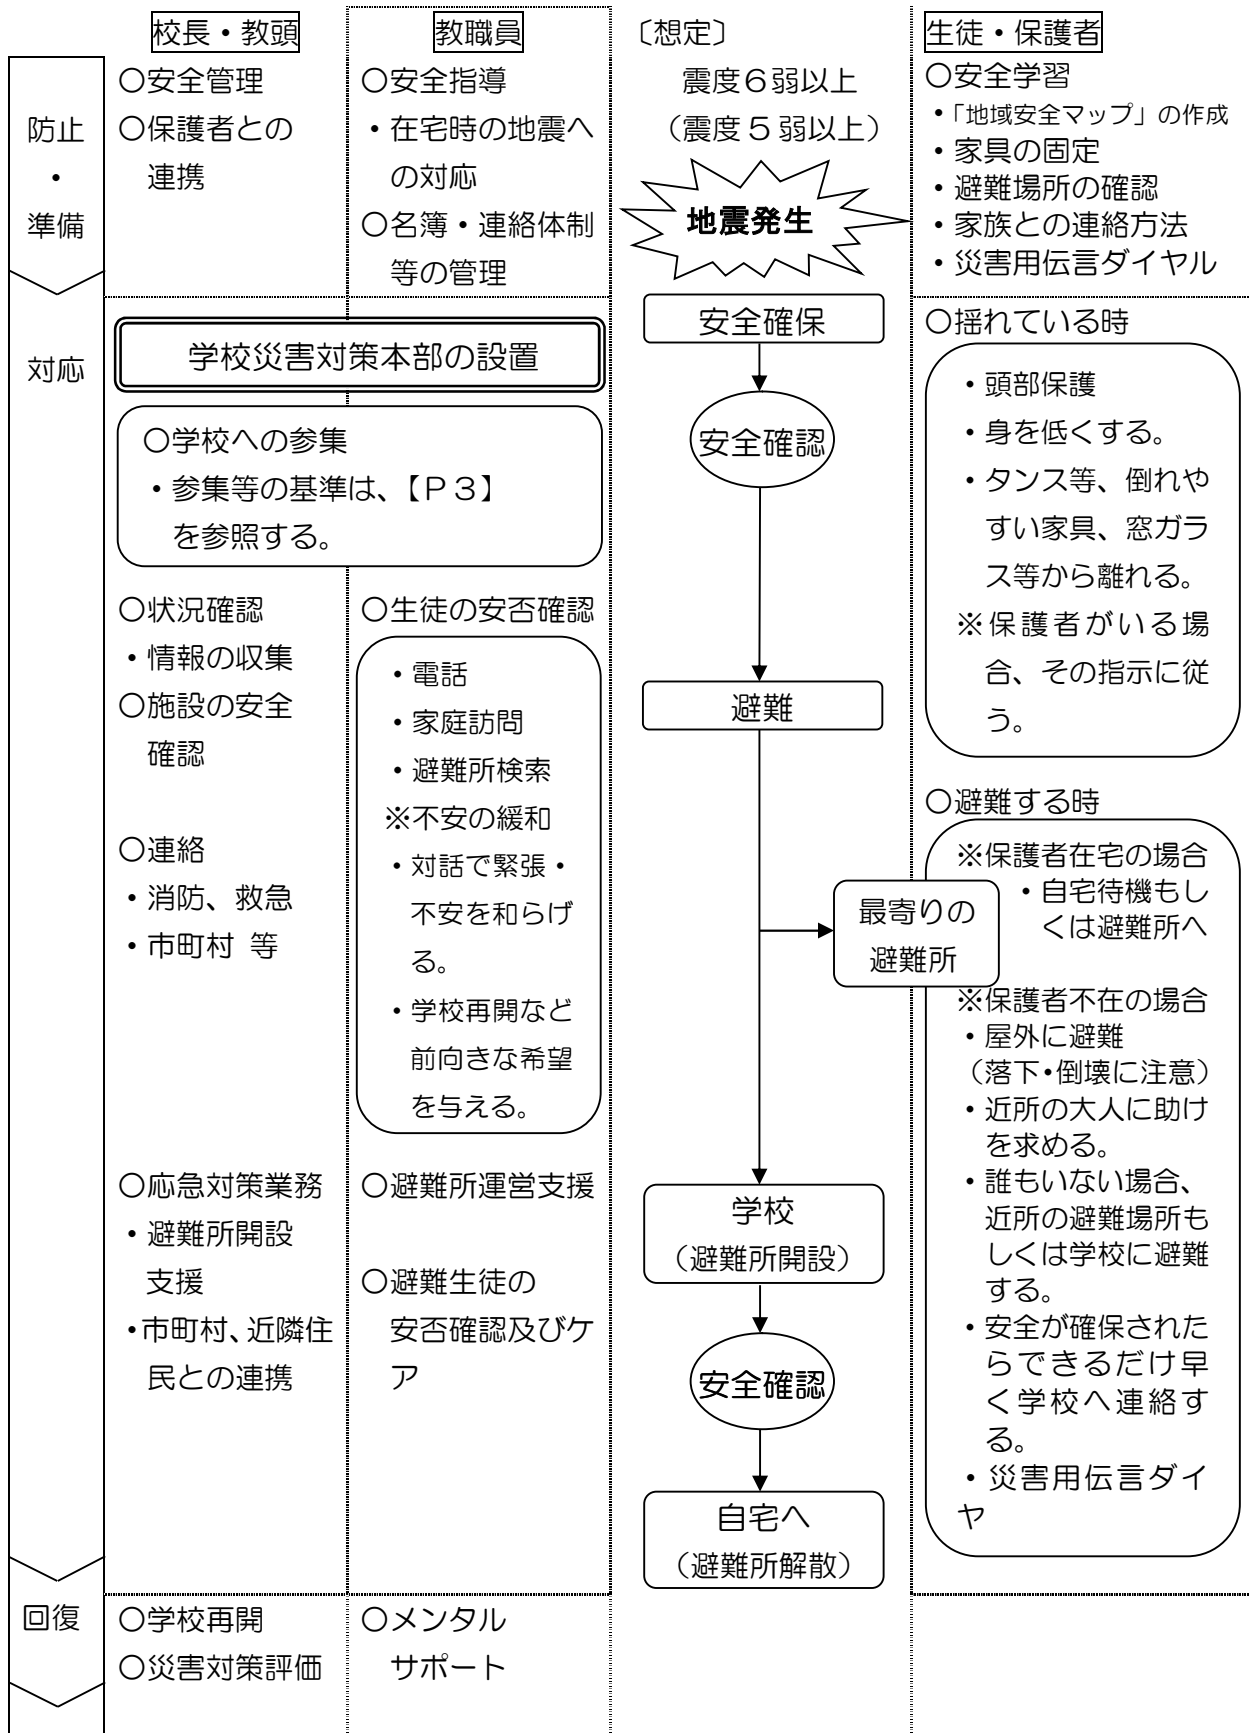 校長・教頭
教職員
〔想定〕
生徒・保護者
防止
・
準備
〇安全管理
〇保護者との
連携
〇安全指導
・在宅時の地震へ
の対応
〇名簿・連絡体制
等の管理
震度６弱以上
（震度５弱以上）
地震発生
〇安全学習
・「地域安全マップ」の作成
・家具の固定
・避難場所の確認
・家族との連絡方法
・災害用伝言ダイヤル
対応
学校災害対策本部の設置
〇学校への参集
・参集等の基準は、【Ｐ３】
を参照する。
〇状況確認
・情報の収集
〇施設の安全
確認
〇連絡
・消防、救急
・市町村 等
〇応急対策業務
・避難所開設
支援
・市町村、近隣住
民との連携
〇生徒の安否確認
・電話
・家庭訪問
・避難所検索
※不安の緩和
・対話で緊張・
不安を和らげ
る。
・学校再開など
前向きな希望
を与える。
〇避難所運営支援
〇避難生徒の
安否確認及びケ
ア
安全確保
安全確認
避難
最寄りの
避難所
学校
（避難所開設）
安全確認
自宅へ
（避難所解散）
〇揺れている時
・頭部保護
・身を低くする。
・タンス等、倒れや
すい家具、窓ガラ
ス等から離れる。
※保護者がいる場
合、その指示に従
う。
〇避難する時
※保護者在宅の場合
・自宅待機もし
くは避難所へ
※保護者不在の場合
・屋外に避難
（落下・倒壊に注意）
・近所の大人に助け
を求める。
・誰もいない場合、
近所の避難場所も
しくは学校に避難
する。
・安全が確保された
らできるだけ早
く学校へ連絡す
る。
・災害用伝言ダイ
ヤ
回復
〇学校再開
〇災害対策評価
〇メンタル
サポート